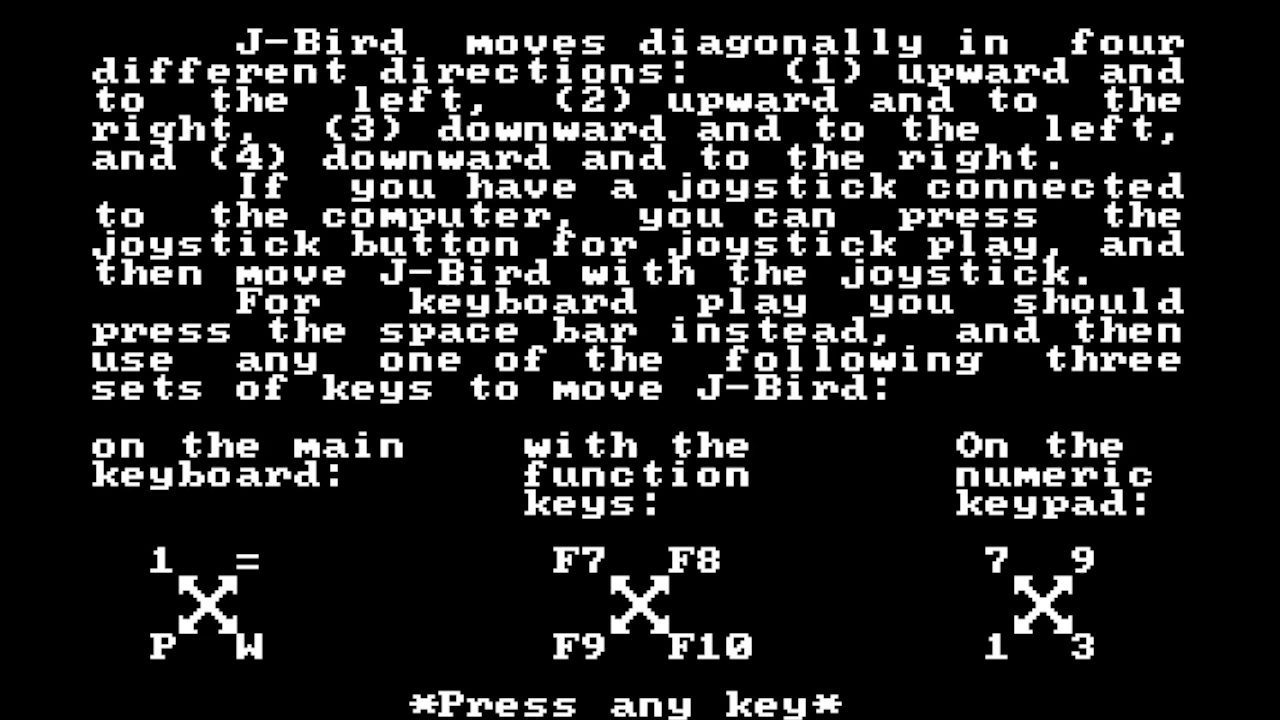 J-Bird moves diagonally in four
different directions: (1) upward and
to the left, (2) upward and to the
right, (3) downward and to the left,
and (4) downward and to the right.
If you have a joystick connected
to the computer, you can press the
joystick button for joystick play, and
then move J-Bird with the joystick.
For keyboard play you should
press the space bar instead, and then
use any one of the following three
sets of keys to move J-Bird:
on the main with the On the
keyboard: function numeric
keys: keypad:
1 = F7 F8 7 9
P W F9 F10 1 3
*Press any key*